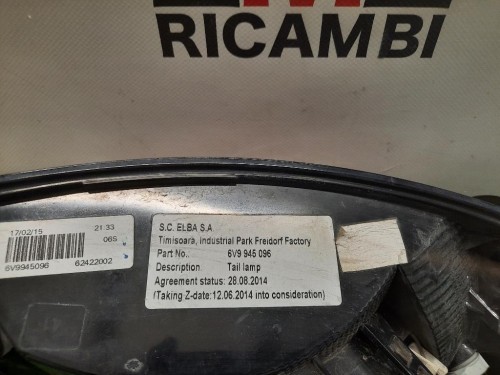 RICAMBI
17/02/15 21:33
065
6V9945096 62422002
S.C. ELBA S.A
Timisoara, Industrial Park Freidorf Factory
Part No.: 6V9 945 096
Description Tail lamp
Agreement status: 28.08.2014
(Taking Z-date: 12.06.2014 into consideration)